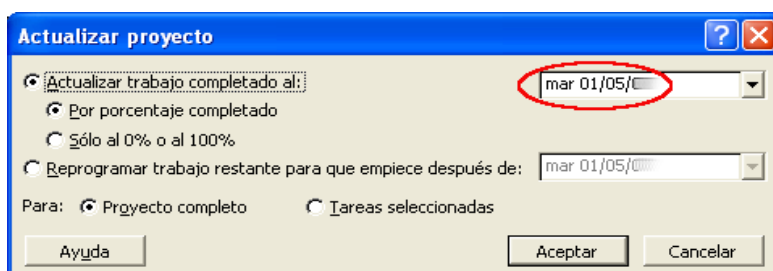 Actualizar proyecto
Actualizar trabajo completado al: mar 01/05/
Por porcentaje completado
Sólo al 0% o al 100%
Reprogramar trabajo restante para que empiece después de: mar 01/05/
Para: Proyecto completo Tareas seleccionadas
Ayuda Aceptar Cancelar